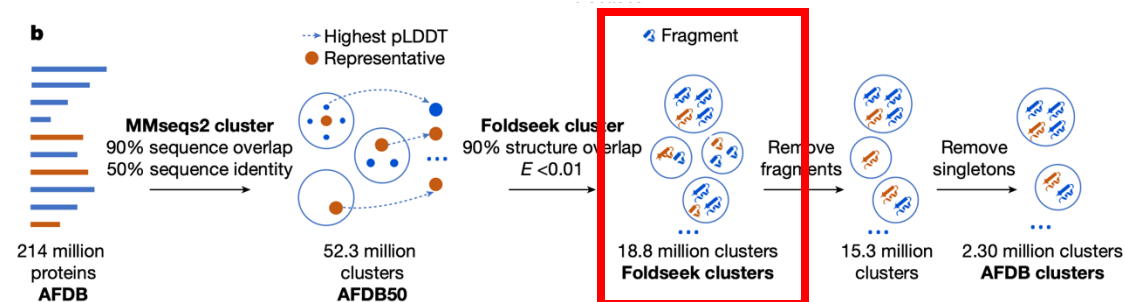 b
Highest pLDDT
Representative
Fragment
MMseqs2 cluster
90% sequence overlap
50% sequence identity
Foldseek cluster
90% structure overlap
E <0.01
Remove
fragments
Remove
singletons
...
...
...
...
214 million
proteins
AFDB
52.3 million
clusters
AFDB50
18.8 million clusters
Foldseek clusters
15.3 million
clusters
2.30 million clusters
AFDB clusters